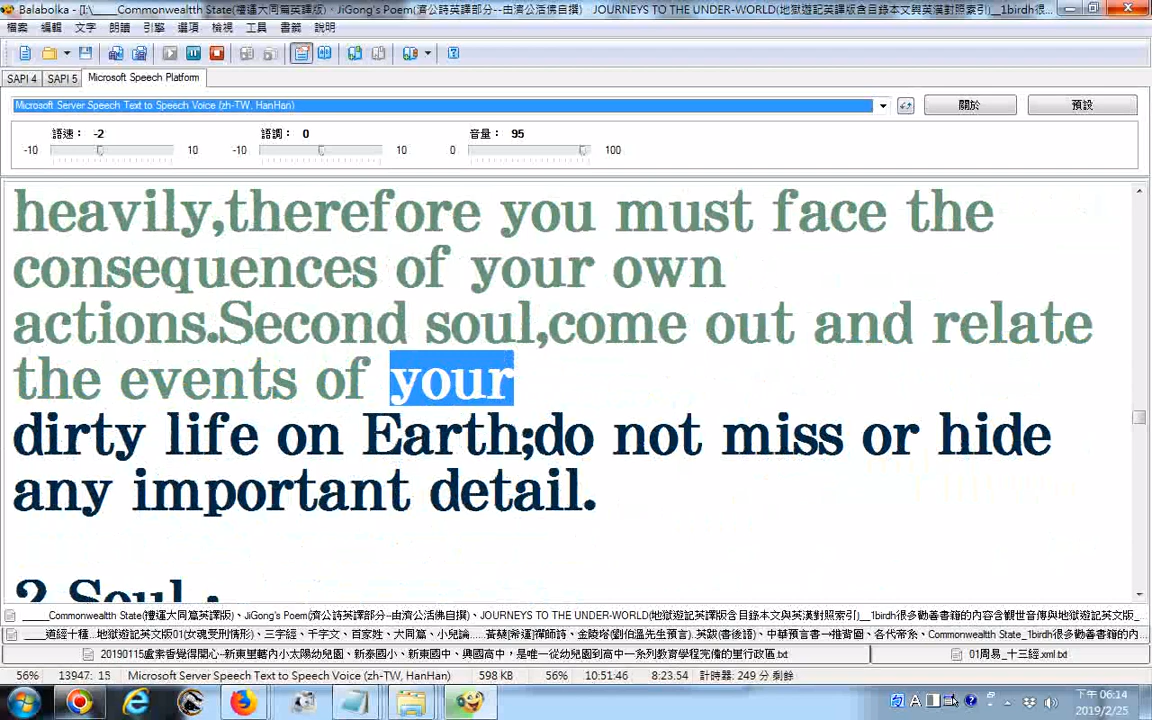 Balabolka - [I:\_____Commonwealtth State(禮運大同篇英譯版)、JiGong's Poem(濟公詩英譯部分--由濟公活佛自撰)　JOURNEYS TO THE UNDER-WORLD(地獄遊記英譯版含目錄本文與英漢對照索引)__1birdh很...
檔案 編輯 文字 朗讀 引擎 選項 檢視 工具 書籤 說明
SAPI 4 SAPI 5 Microsoft Speech Platform
Microsoft Server Speech Text to Speech Voice (zh-TW, HanHan) 關於 預設
語速： -2 語調： 0 音量： 95
-10 10 -10 10 0 100
heavily,therefore you must face the
consequences of your own
actions.Second soul,come out and relate
the events of your
dirty life on Earth;do not miss or hide
any important detail.
2 Soul :
_____Commonwealtth State(禮運大同篇英譯版)、JiGong's Poem(濟公詩英譯部分--由濟公活佛自撰)、JOURNEYS TO THE UNDER-WORLD(地獄遊記英譯版含目錄本文與英漢對照索引)__1birdh很多勸善書籍的內容含觀世音傳與地獄遊記英文版_
道經十種...地獄遊記英文版01(女魂受刑情形)、三字經、千字文、百家姓、大同篇、小兒論.....黃蘗[希運]禪師詩、金陵塔(劉伯溫先生預言).英跋(書後語)、中華預言書一推背圖、各代帝系、Commonwealth State_1birdh很多勸善書籍的內...
20190115盧素香覺得開心--新東里轄內小太陽幼兒園、新泰國小、新東國中、興國高中，是唯一從幼兒園到高中一系列教育學程完備的里行政區.txt 01周易_十三經.xml.txt
56% 13947: 15 Microsoft Server Speech Text to Speech Voice (zh-TW, HanHan) 598 KB 56% 10:51:46 8:23.54 計時器: 249 分 剩餘
下午 06:14
2019/2/25